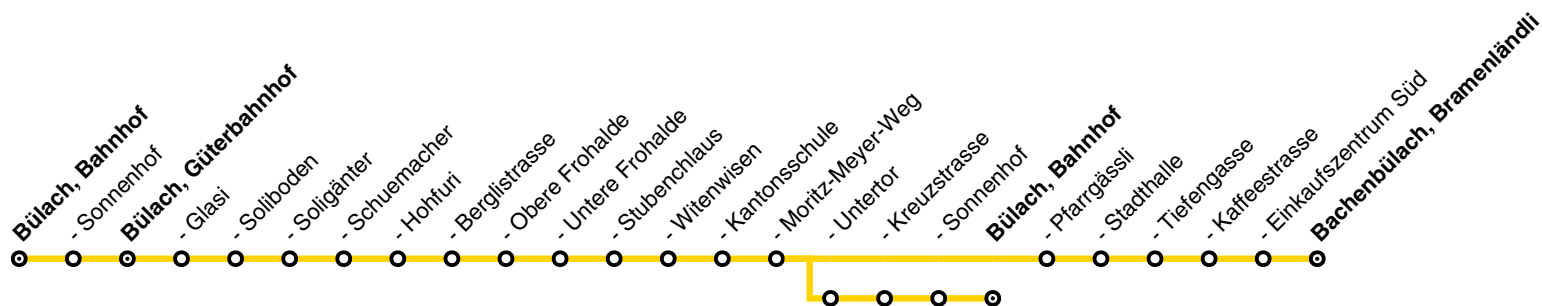 Bülach, Bahnhof
- Sonnenhof
Bülach, Güterbahnhof
- Glasi
- Soliboden
- Soligänter
- Schuemacher
- Hohfuri
- Berglistrasse
- Obere Frohalde
- Untere Frohalde
- Stubenchlaus
- Witenwisen
- Kantonsschule
- Moritz-Meyer-Weg
- Untertor
- Kreuzstrasse
- Sonnenhof
Bülach, Bahnhof
- Pfarrgässli
- Stadthalle
- Tiefengasse
- Kaffeestrasse
- Einkaufszentrum Süd
Bachenbülach, Bramenländli